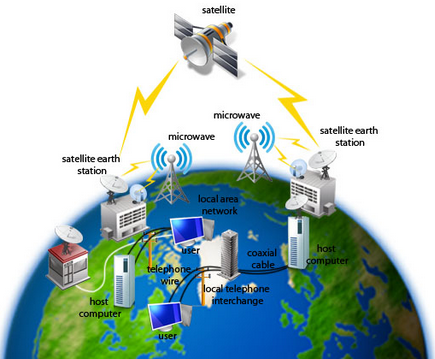 satellite
microwave
microwave
satellite earth
station
satellite earth
station
local area
network
user
coaxial
cable
host
computer
telephone
wire
local telephone
interchange
host
computer
user